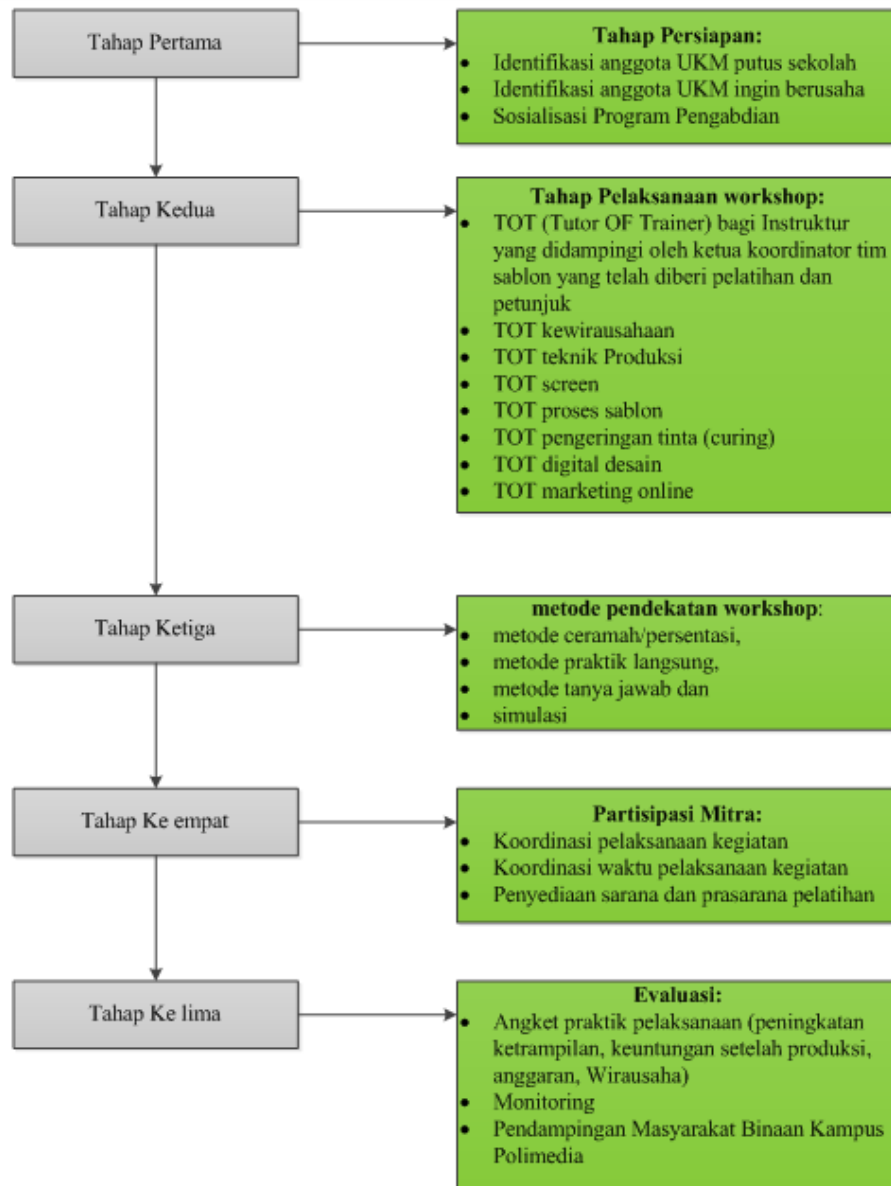 Tahap Pertama
Tahap Persiapan:
• Identifikasi anggota UKM putus sekolah
• Identifikasi anggota UKM ingin berusaha
• Sosialisasi Program Pengabdian
Tahap Kedua
Tahap Pelaksanaan workshop:
• TOT (Tutor OF Trainer) bagi Instruktur
yang didampingi oleh ketua koordinator tim
sablon yang telah diberi pelatihan dan
petunjuk
• TOT kewirausahaan
• TOT teknik Produksi
• TOT screen
• TOT proses sablon
• TOT pengeringan tinta (curing)
• TOT digital desain
• TOT marketing online
Tahap Ketiga
metode pendekatan workshop:
• metode ceramah/persentasi,
• metode praktik langsung,
• metode tanya jawab dan
• simulasi
Tahap Ke empat
Partisipasi Mitra:
• Koordinasi pelaksanaan kegiatan
• Koordinasi waktu pelaksanaan kegiatan
• Penyediaan sarana dan prasarana pelatihan
Tahap Ke lima
Evaluasi:
• Angket praktik pelaksanaan (peningkatan
ketrampilan, keuntungan setelah produksi,
anggaran, Wirausaha)
• Monitoring
• Pendampingan Masyarakat Binaan Kampus
Polimedia